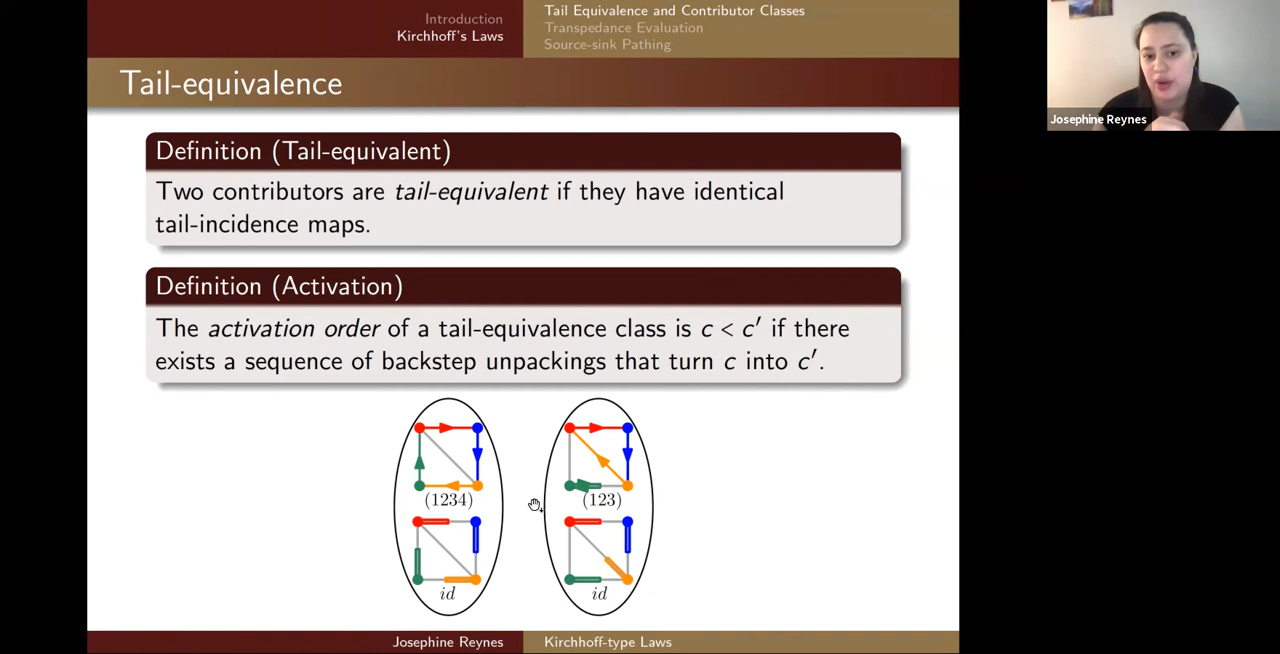 Introduction
Kirchhoff's Laws
Tail Equivalence and Contributor Classes
Transpedance Evaluation
Source-sink Pathing
Tail-equivalence
Definition (Tail-equivalent)
Two contributors are tail-equivalent if they have identical
tail-incidence maps.
Definition (Activation)
The activation order of a tail-equivalence class is c < c′ if there
exists a sequence of backstep unpackings that turn c into c′.
(1234)
id
(123)
id
Josephine Reynes
Kirchhoff-type Laws
Josephine Reynes